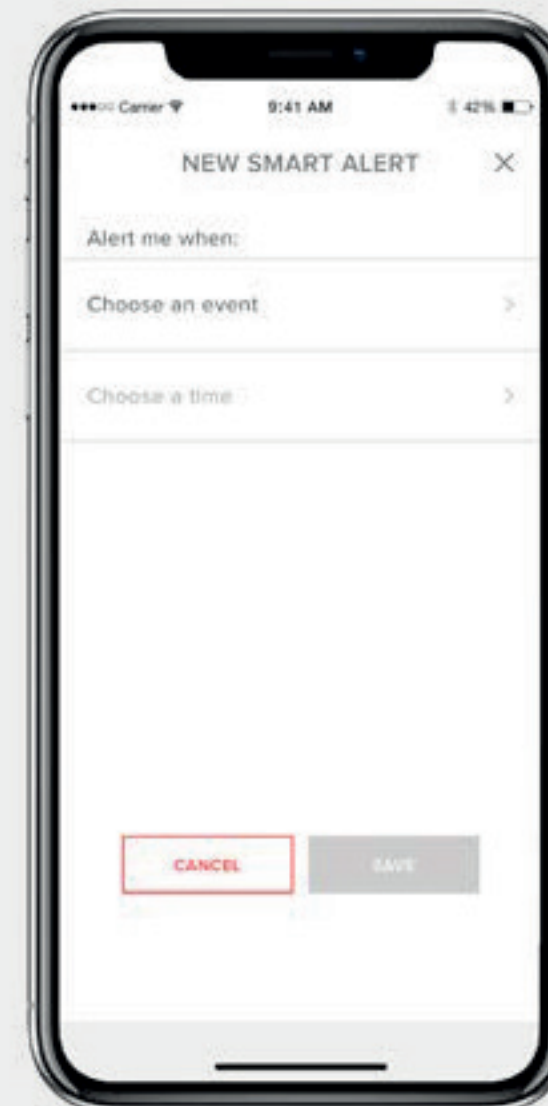 Carrier 9:41 AM 42%
NEW SMART ALERT
Alert me when:
Choose an event
Choose a time
CANCEL SAVE